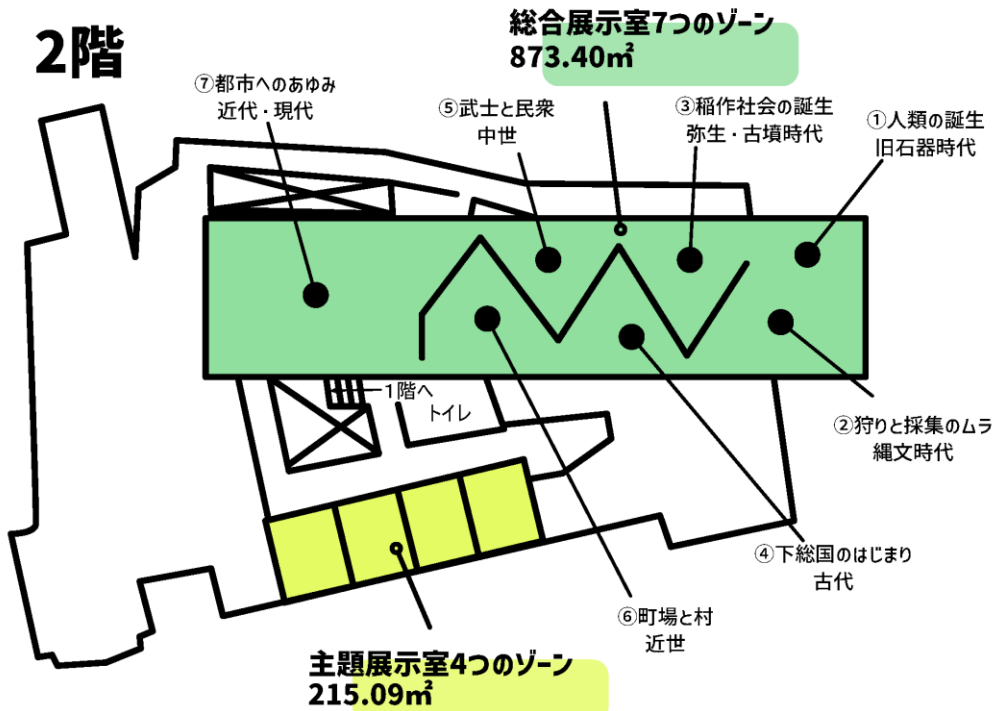 2階
総合展示室7つのゾーン
873.40㎡
⑦都市へのあゆみ
近代・現代
⑤武士と民衆
中世
③稲作社会の誕生
弥生・古墳時代
①人類の誕生
旧石器時代
1階へ
トイレ
②狩りと採集のムラ
縄文時代
④下総国のはじまり
古代
⑥町場と村
近世
主題展示室4つのゾーン
215.09㎡